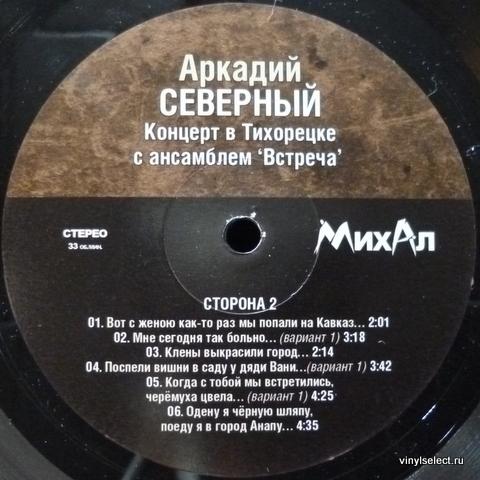 Аркадий
СЕВЕРНЫЙ
Концерт в Тихорецке
с ансамблем ‘Встреча’
СТЕРЕО
33 об.мин.
МихАл
СТОРОНА 2
01. Вот с женою как-то раз мы попали на Кавказ... 2:01
02. Мне сегодня так больно... (вариант 1) 3:18
03. Клены выкрасили город... 2:14
04. Поспели вишни в саду у дяди Вани...(вариант 1) 3:42
05. Когда с тобой мы встретились,
черёмуха цвела... (вариант 1) 4:25
06. Одену я чёрную шляпу,
поеду я в город Анапу... 4:35
vinylselect.ru